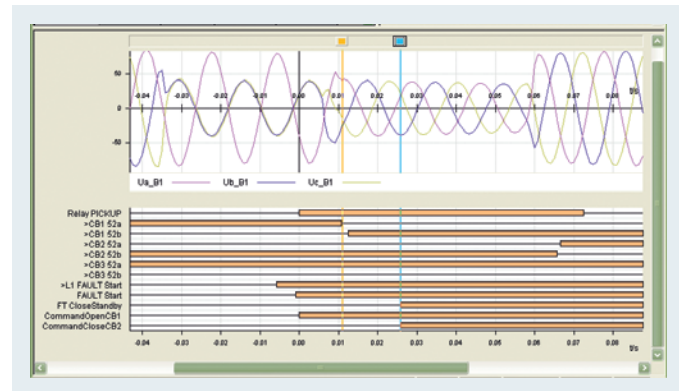 50
-0.04 -0.03 -0.02 -0.01 0.00 0.01 0.02 0.03 0.04 0.05 0.06 0.07 0.08 t/s
0
-50
Ua_B1 Ub_B1 Uc_B1
Relay PICKUP
>CB1 52a
>CB1 52b
>CB2 52a
>CB2 52b
>CB3 52a
>CB3 52b
>L1 FAULT Start
FAULT Start
FT CloseStandby
CommandOpenCB1
CommandCloseCB2
-0.04 -0.03 -0.02 -0.01 0.00 0.01 0.02 0.03 0.04 0.05 0.06 0.07 0.08 t/s